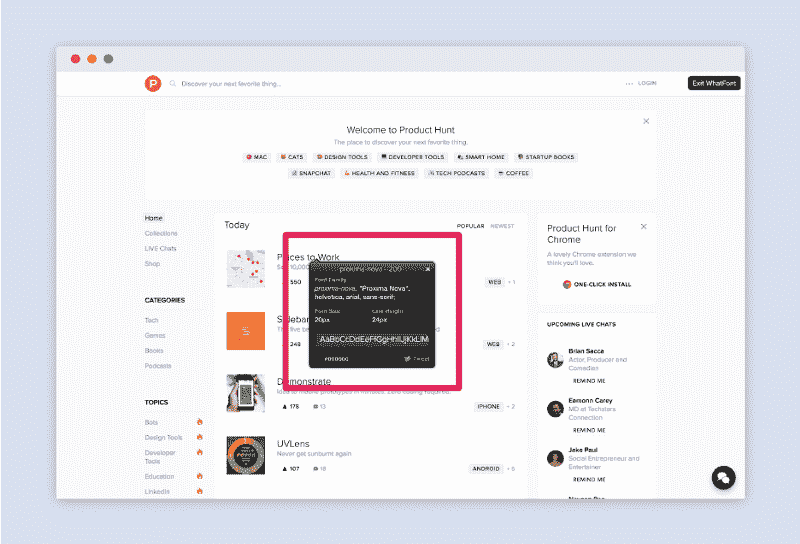 P
Discover your next favorite thing...
LOGIN
Exit WhatFont
Welcome to Product Hunt
The place to discover your next favorite thing.
MAC CATS DESIGN TOOLS DEVELOPER TOOLS SMART HOME STARTUP BOOKS
SNAPCHAT HEALTH AND FITNESS TECH PODCASTS COFFEE
Home
Collections
LIVE Chats
Shop
CATEGORIES
Tech
Games
Books
Podcasts
TOPICS
Bots
Design Tools
Developer
Tools
Education
LinkedIn
Today
POPULAR NEWEST
Places to Work
550
WEB + 1
proxima-nova - 200
Font Family
proxima-nova, "Proxima Nova",
helvetica, arial, sans-serif;
Font Size
Line Height
20px
24px
#000000
Tweet
248
WEB + 2
Demonstrate
178 13
IPHONE + 2
UVLens
Never get sunburns again
107 18
ANDROID
Product Hunt for
Chrome
A lovely Chrome extension we
think you'll love.
ONE-CLICK INSTALL
UPCOMING LIVE CHATS
Brian Sacca
Actor, Producer and
Comedian
REMIND ME
Eamonn Carey
MD at Techstars
Connection
REMIND ME
Jake Paul
Social Entrepreneur and
Entertainer
REMIND ME